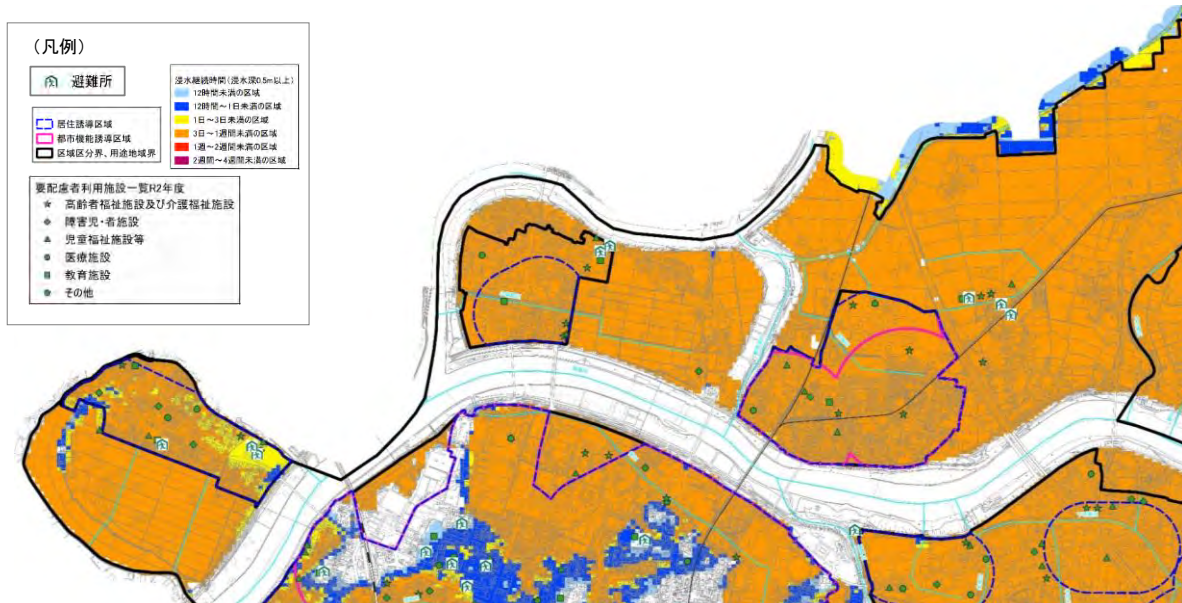 （凡例）
避難所
居住誘導区域
都市機能誘導区域
区域区分界、用途地域界
浸水継続時間（浸水深0.5m以上）
12時間未満の区域
12時間～1日未満の区域
1日～3日未満の区域
3日～1週間未満の区域
1週～2週間未満の区域
2週間～4週間未満の区域
要配慮者利用施設一覧R2年度
高齢者福祉施設及び介護福祉施設
障害児・者施設
児童福祉施設等
医療施設
教育施設
その他